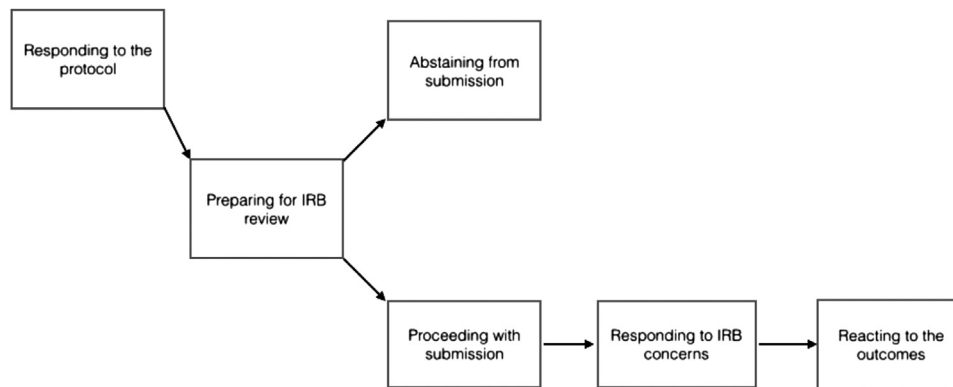 Responding to the
protocol
Abstaining from
submission
Preparing for IRB
review
Proceeding with
submission
Responding to IRB
concerns
Reacting to the
outcomes